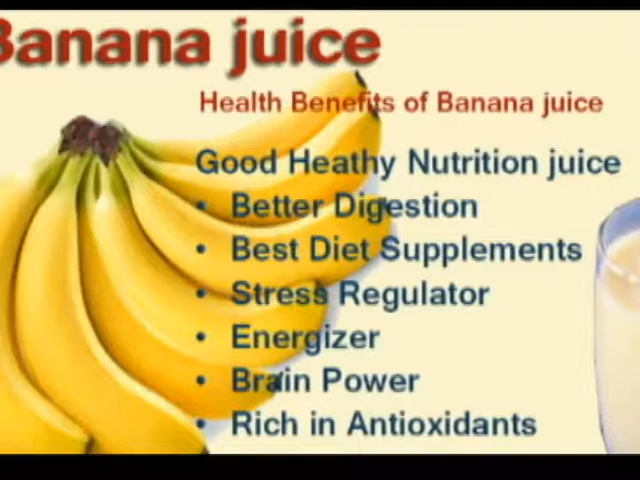 Banana juice
Health Benefits of Banana juice
Good Heathy Nutrition juice
• Better Digestion
• Best Diet Supplements
• Stress Regulator
• Energizer
• Brain Power
• Rich in Antioxidants